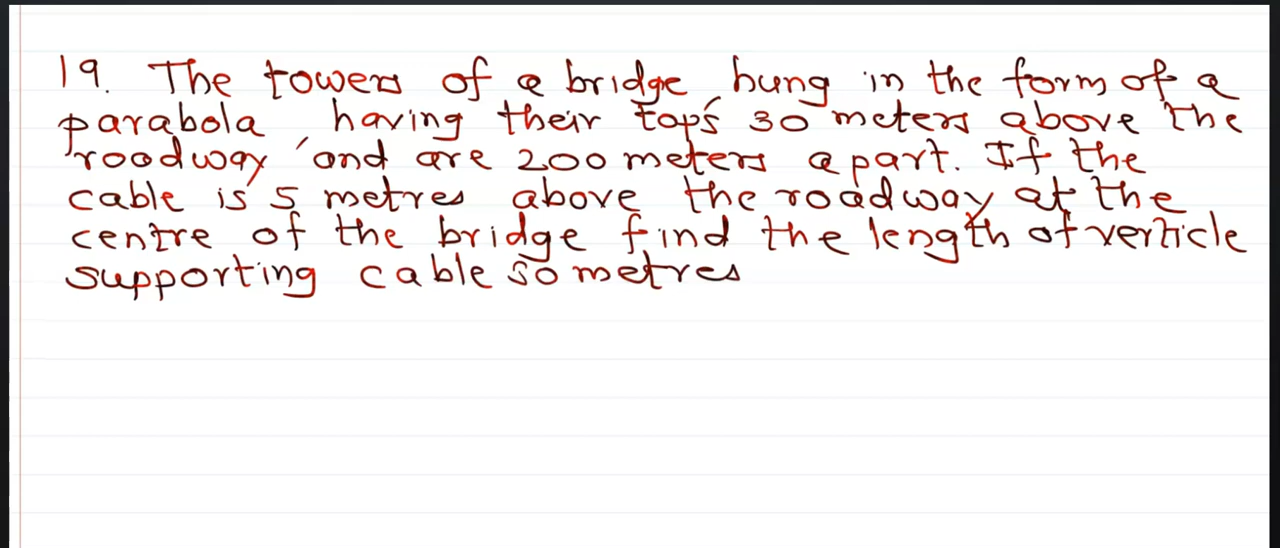 19. The towers of a bridge, hung in the form of a
parabola, having their tops 30 meters above the
roadway, and are 200 meters apart. If the
cable is 5 metres above the roadway at the
centre of the bridge find the length of verticle
supporting cable 50 metres